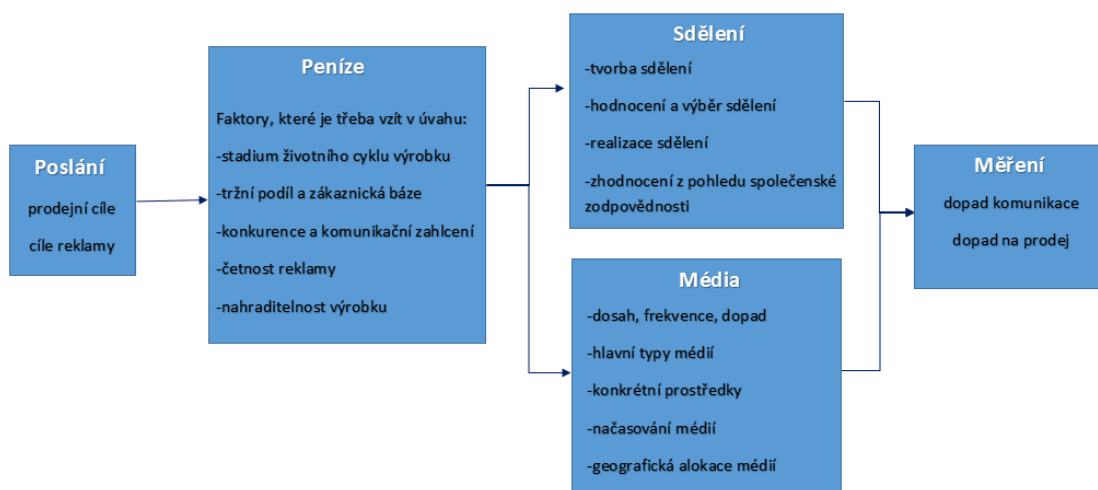 Poslání
prodejní cíle
cíle reklamy
Peníze
Faktory, které je třeba vzít v úvahu:
-stadium životního cyklu výrobku
-tržní podíl a zákaznická báze
-konkurence a komunikační zahlcení
-četnost reklamy
-nahraditelnost výrobku
Sdělení
-tvorba sdělení
-hodnocení a výběr sdělení
-realizace sdělení
-zhodnocení z pohledu společenské
zodpovědnosti
Média
-dosah, frekvence, dopad
-hlavní typy médií
-konkrétní prostředky
-načasování médií
-geografická alokace médií
Měření
dopad komunikace
dopad na prodej